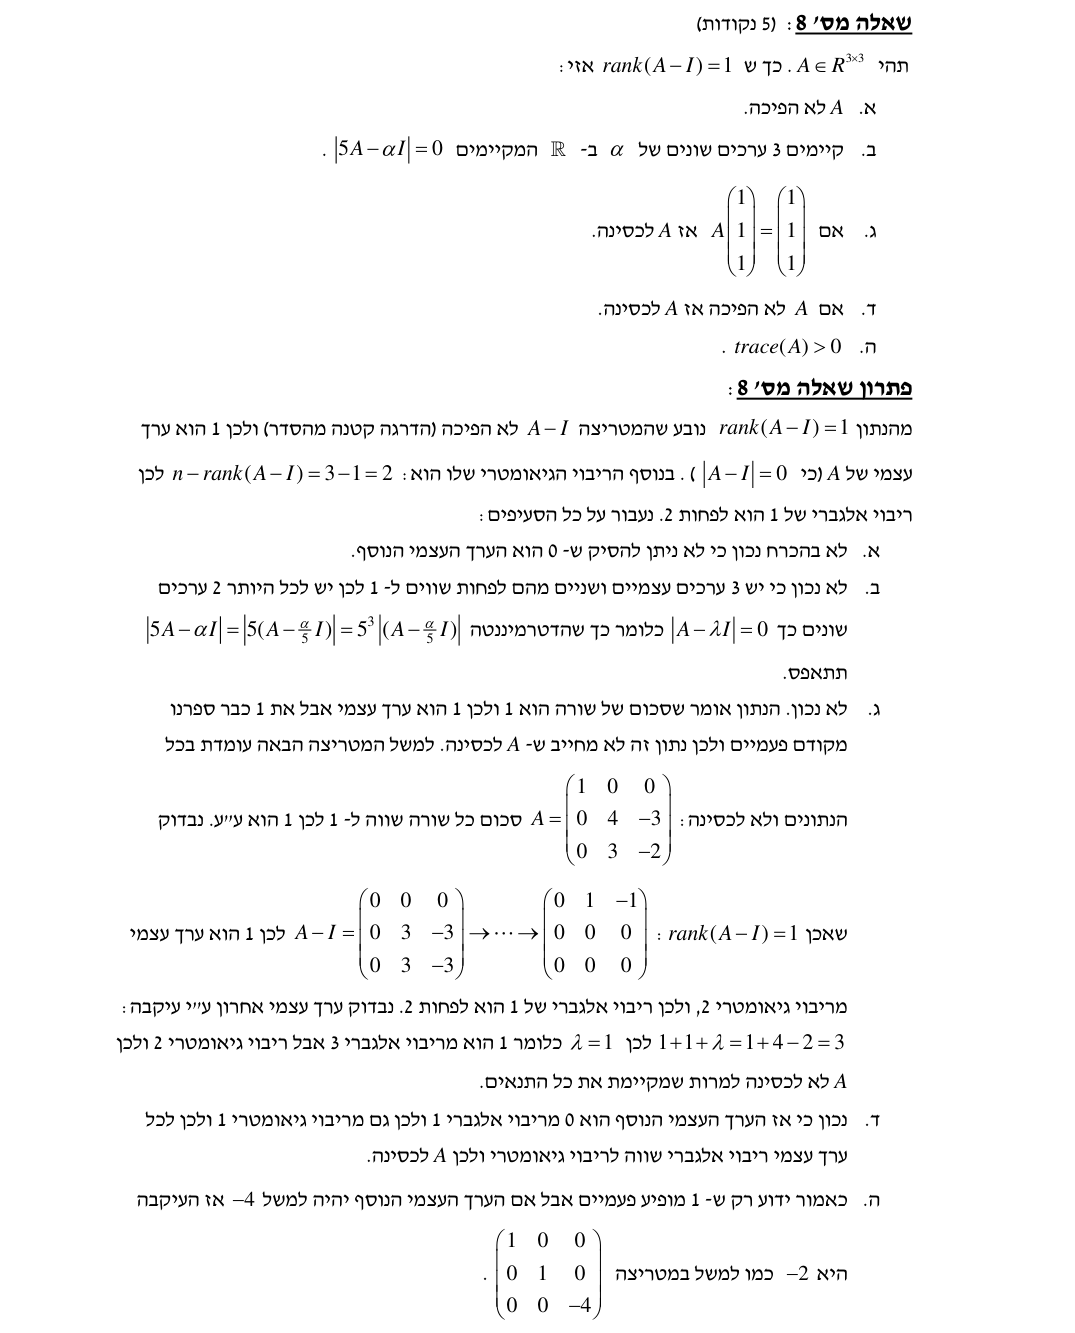 שאלה מס׳ 8 : (5 נקודות)
תהי A ∈ R^{3×3} . כך ש rank(A − I) = 1 אזי :
א. A לא הפיכה.
ב. קיימים 3 ערכים שונים של α ב- ℝ המקיימים |5A − αI| = 0 .
ג. אם A(1 1 1) = (1 1 1) אז A לכסינה.
ד. אם A לא הפיכה אז A לכסינה.
ה. trace(A) > 0 .
פתרון שאלה מס׳ 8 :
מהנתון rank(A − I) = 1 נובע שהמטריצה A − I לא הפיכה (הדרגה קטנה מהסדר) ולכן 1 הוא ערך
עצמי של A (כי |A − I| = 0 ) . בנוסף הריבוי הגיאומטרי שלו הוא : n − rank(A − I) = 3 − 1 = 2 לכן
ריבוי אלגברי של 1 הוא לפחות 2. נעבור על כל הסעיפים :
א. לא בהכרח נכון כי לא ניתן להסיק ש- 0 הוא הערך העצמי הנוסף.
ב. לא נכון כי יש 3 ערכים עצמיים ושניים מהם לפחות שווים ל- 1 לכן יש לכל היותר 2 ערכים
שונים כך |A − λI| = 0 כלומר כך שהדטרמיננטה |5A − αI| = |5(A − α/5 I)| = 5³ |(A − α/5 I)|
תתאפס.
ג. לא נכון. הנתון אומר שסכום של שורה הוא 1 ולכן 1 הוא ערך עצמי אבל את 1 כבר ספרנו
מקודם פעמיים ולכן נתון זה לא מחייב ש- A לכסינה. למשל המטריצה הבאה עומדת בכל
הנתונים ולא לכסינה : A = (1 0 0 / 0 4 −3 / 0 3 −2) סכום כל שורה שווה ל- 1 לכן 1 הוא ע״ע. נבדוק
שאכן rank(A − I) = 1 : A − I = (0 0 0 / 0 3 −3 / 0 3 −3) → ⋯ → (0 1 −1 / 0 0 0 / 0 0 0) לכן 1 הוא ערך עצמי
מריבוי גיאומטרי 2, ולכן ריבוי אלגברי של 1 הוא לפחות 2. נבדוק ערך עצמי אחרון ע״י עיקבה :
1 + 1 + λ = 1 + 4 − 2 = 3 לכן λ = 1 כלומר 1 הוא מריבוי אלגברי 3 אבל ריבוי גיאומטרי 2 ולכן
A לא לכסינה למרות שמקיימת את כל התנאים.
ד. נכון כי אז הערך העצמי הנוסף הוא 0 מריבוי אלגברי 1 ולכן גם מריבוי גיאומטרי 1 ולכן לכל
ערך עצמי ריבוי אלגברי שווה לריבוי גיאומטרי ולכן A לכסינה.
ה. כאמור ידוע רק ש- 1 מופיע פעמיים אבל אם הערך העצמי הנוסף יהיה למשל −4 אז העיקבה
היא −2 כמו למשל במטריצה (1 0 0 / 0 1 0 / 0 0 −4) .